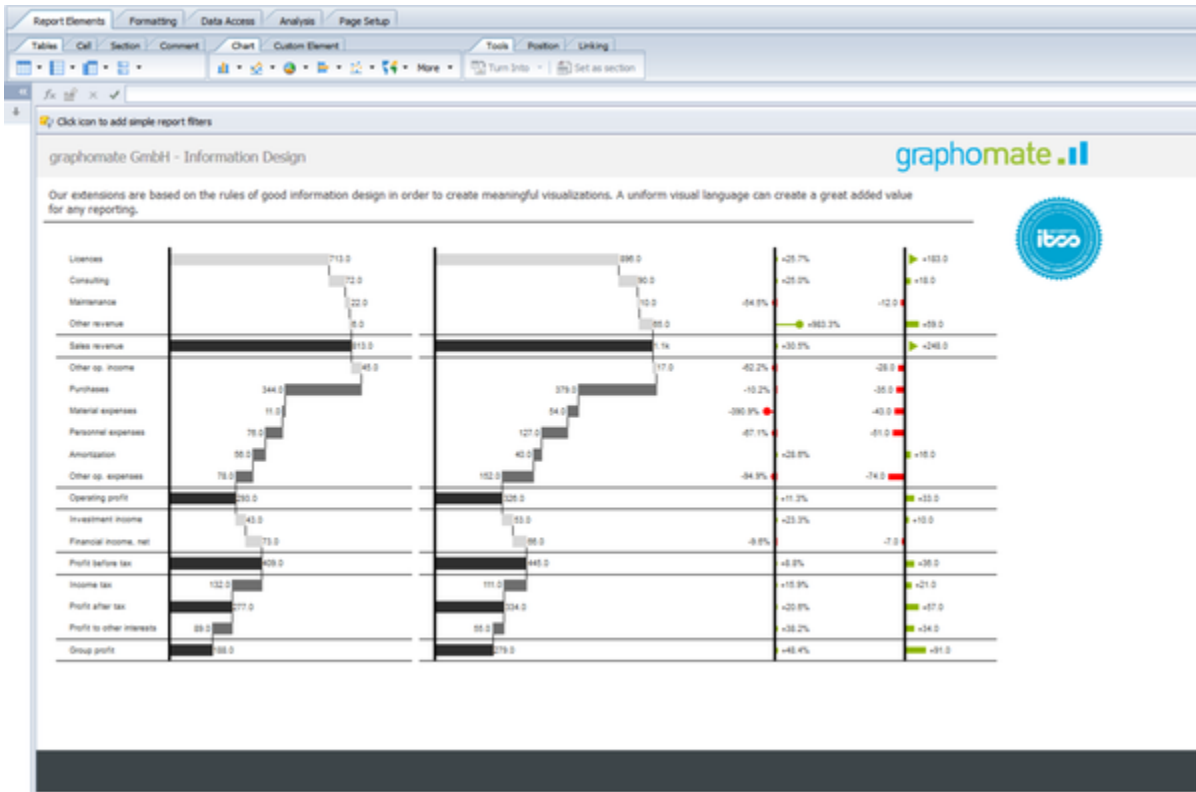 Report Elements Formatting Data Access Analysis Page Setup
Tables Cell Section Comment Chart Custom Element Tools Position Linking
More Turn Into Set as section
Click icon to add simple report filters
graphomate GmbH - Information Design
graphomate
Our extensions are based on the rules of good information design in order to create meaningful visualizations. A uniform visual language can create a great added value
for any reporting.
itco
Licences 713.0 896.0 +25.7% +183.0
Consulting 72.0 90.0 +25.0% +18.0
Maintenance 22.0 10.0 -54.5% -12.0
Other revenue 6.0 65.0 +983.3% +59.0
Sales revenue 813.0 1.1k +30.5% +248.0
Other op. income 45.0 17.0 -62.2% -28.0
Purchases 344.0 379.0 -10.2% -35.0
Material expenses 11.0 54.0 -390.9% -43.0
Personnel expenses 76.0 127.0 -67.1% -51.0
Amortization 56.0 40.0 +28.6% +16.0
Other op. expenses 78.0 152.0 -94.9% -74.0
Operating profit 293.0 326.0 +11.3% +33.0
Investment income 43.0 53.0 +23.3% +10.0
Financial income, net 73.0 66.0 -9.6% -7.0
Profit before tax 409.0 445.0 +8.8% +36.0
Income tax 132.0 111.0 +15.9% +21.0
Profit after tax 277.0 334.0 +20.6% +57.0
Profit to other interests 89.0 55.0 +38.2% +34.0
Group profit 188.0 279.0 +48.4% +91.0